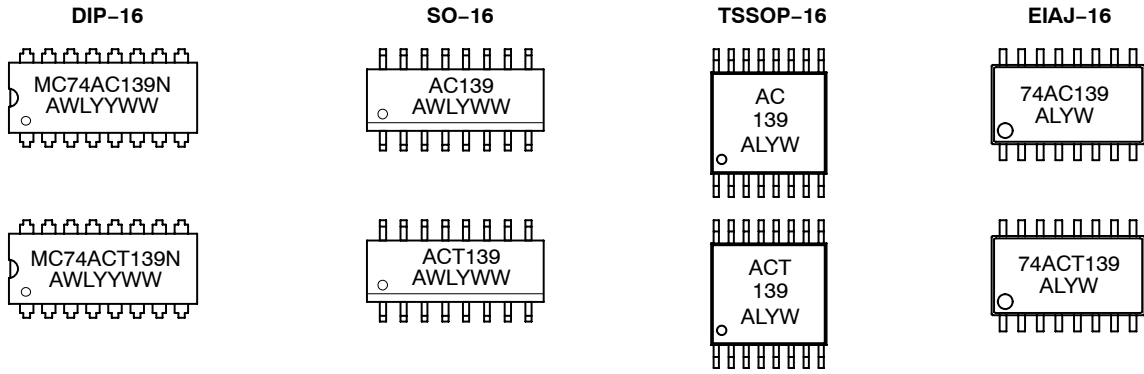 DIP–16
SO–16
TSSOP–16
EIAJ–16
MC74AC139N
AWLYYWW
AC139
AWLYWW
AC
139
ALYW
74AC139
ALYW
MC74ACT139N
AWLYYWW
ACT139
AWLYWW
ACT
139
ALYW
74ACT139
ALYW